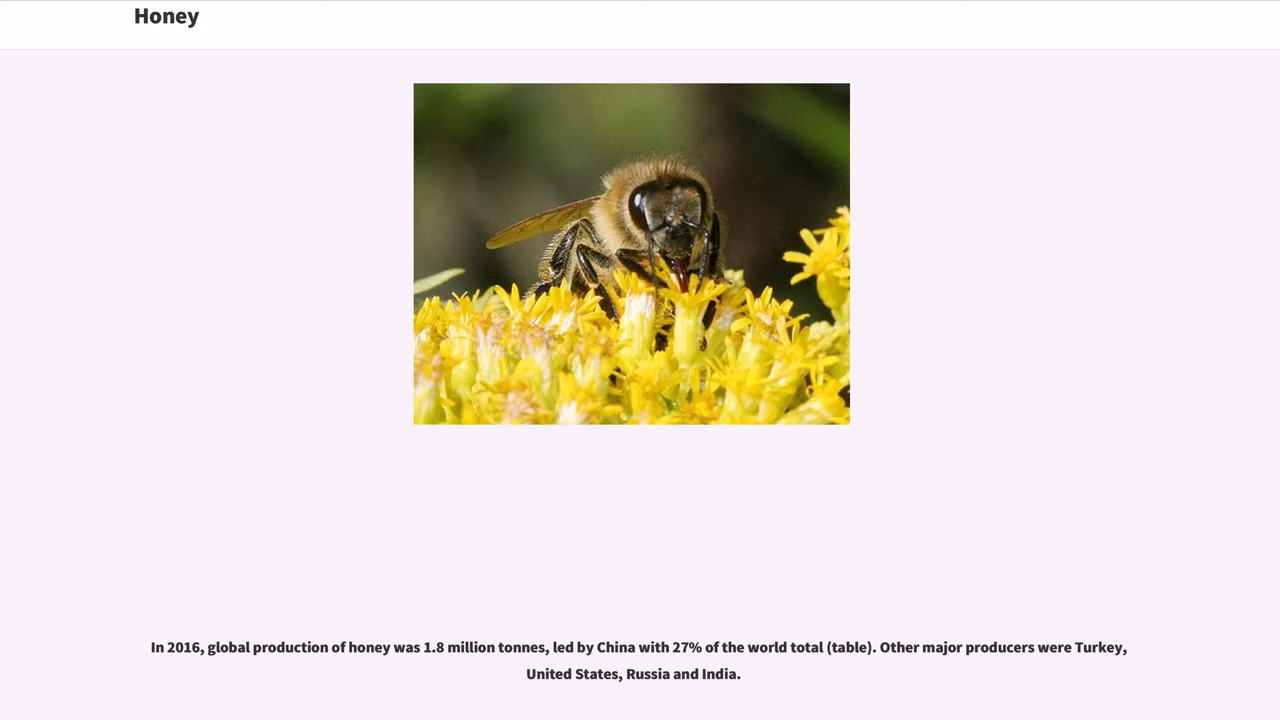 Honey
In 2016, global production of honey was 1.8 million tonnes, led by China with 27% of the world total (table). Other major producers were Turkey,
United States, Russia and India.